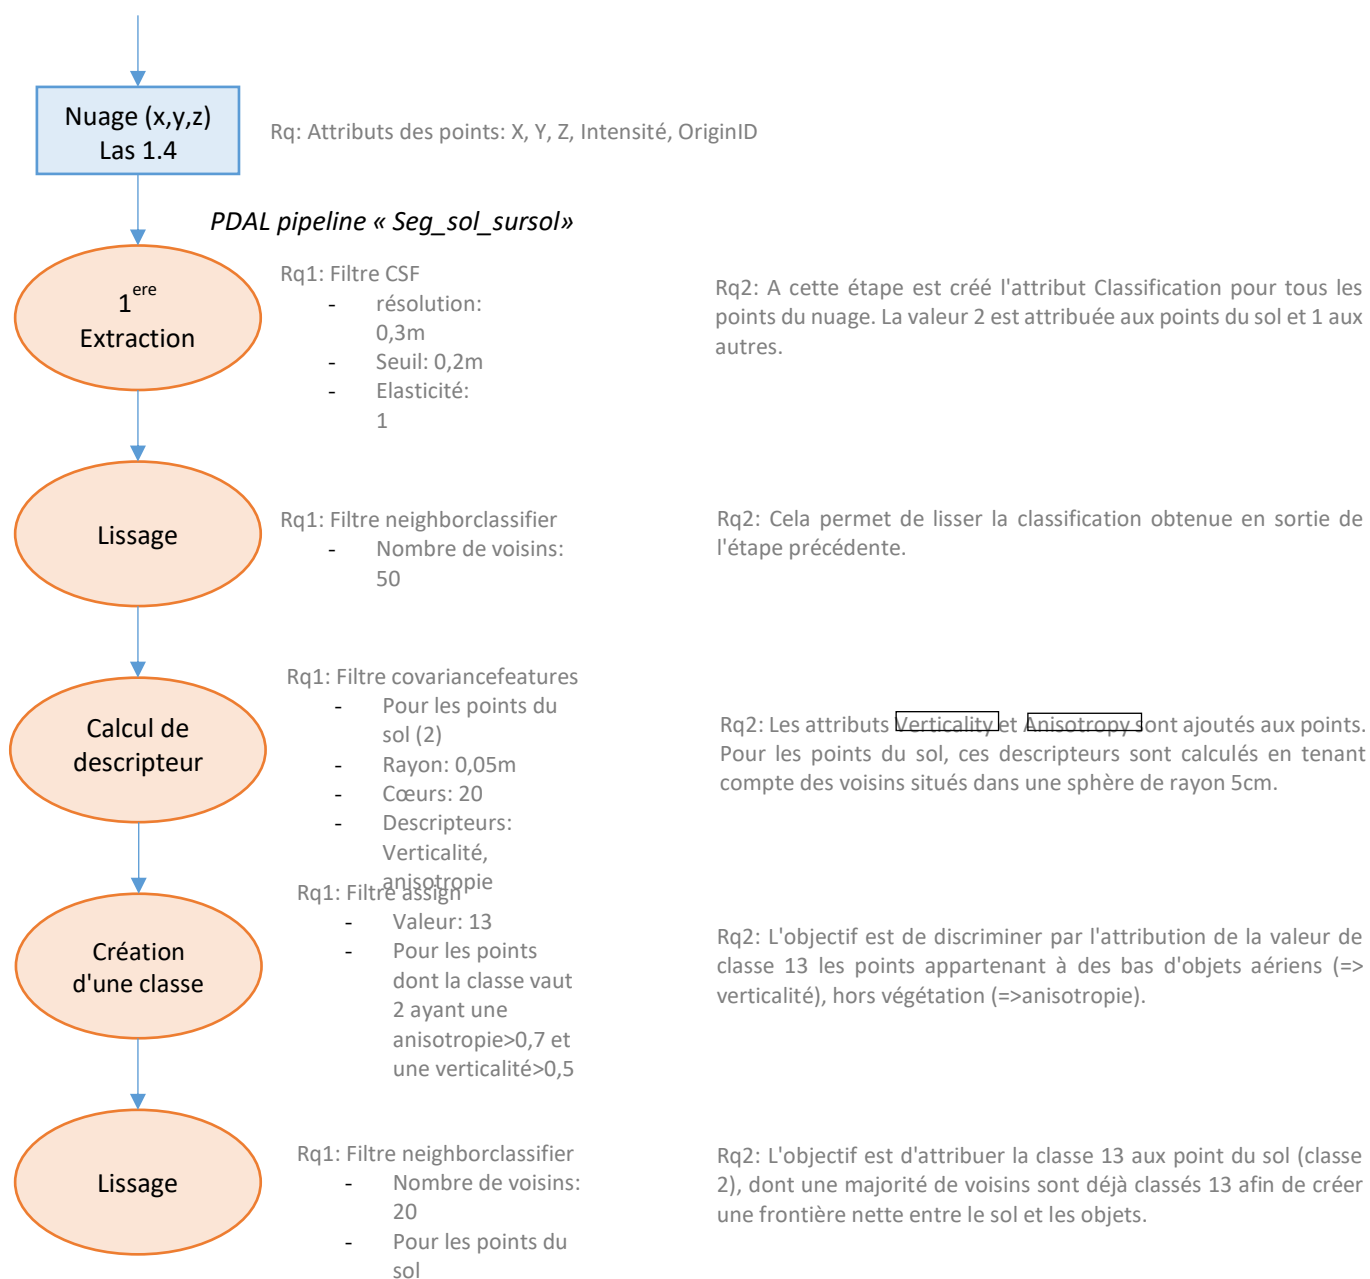 Nuage (x,y,z)
Las 1.4
Rq: Attributs des points: X, Y, Z, Intensité, OriginID
PDAL pipeline « Seg_sol_sursol»
1ere
Extraction
Rq1: Filtre CSF
- résolution:
0,3m
- Seuil: 0,2m
- Elasticité:
1
Rq2: A cette étape est créé l'attribut Classification pour tous les
points du nuage. La valeur 2 est attribuée aux points du sol et 1 aux
autres.
Lissage
Rq1: Filtre neighborclassifier
- Nombre de voisins:
50
Rq2: Cela permet de lisser la classification obtenue en sortie de
l'étape précédente.
Calcul de
descripteur
Rq1: Filtre covariancefeatures
- Pour les points du
sol (2)
- Rayon: 0,05m
- Cœurs: 20
- Descripteurs:
Verticalité,
anisotropie
Rq2: Les attributs Verticality et Anisotropy sont ajoutés aux points.
Pour les points du sol, ces descripteurs sont calculés en tenant
compte des voisins situés dans une sphère de rayon 5cm.
Création
d'une classe
Rq1: Filtre assign
- Valeur: 13
- Pour les points
dont la classe vaut
2 ayant une
anisotropie>0,7 et
une verticalité>0,5
Rq2: L'objectif est de discriminer par l'attribution de la valeur de
classe 13 les points appartenant à des bas d'objets aériens (=>
verticalité), hors végétation (=>anisotropie).
Lissage
Rq1: Filtre neighborclassifier
- Nombre de voisins:
20
- Pour les points du
sol
Rq2: L'objectif est d'attribuer la classe 13 aux point du sol (classe
2), dont une majorité de voisins sont déjà classés 13 afin de créer
une frontière nette entre le sol et les objets.